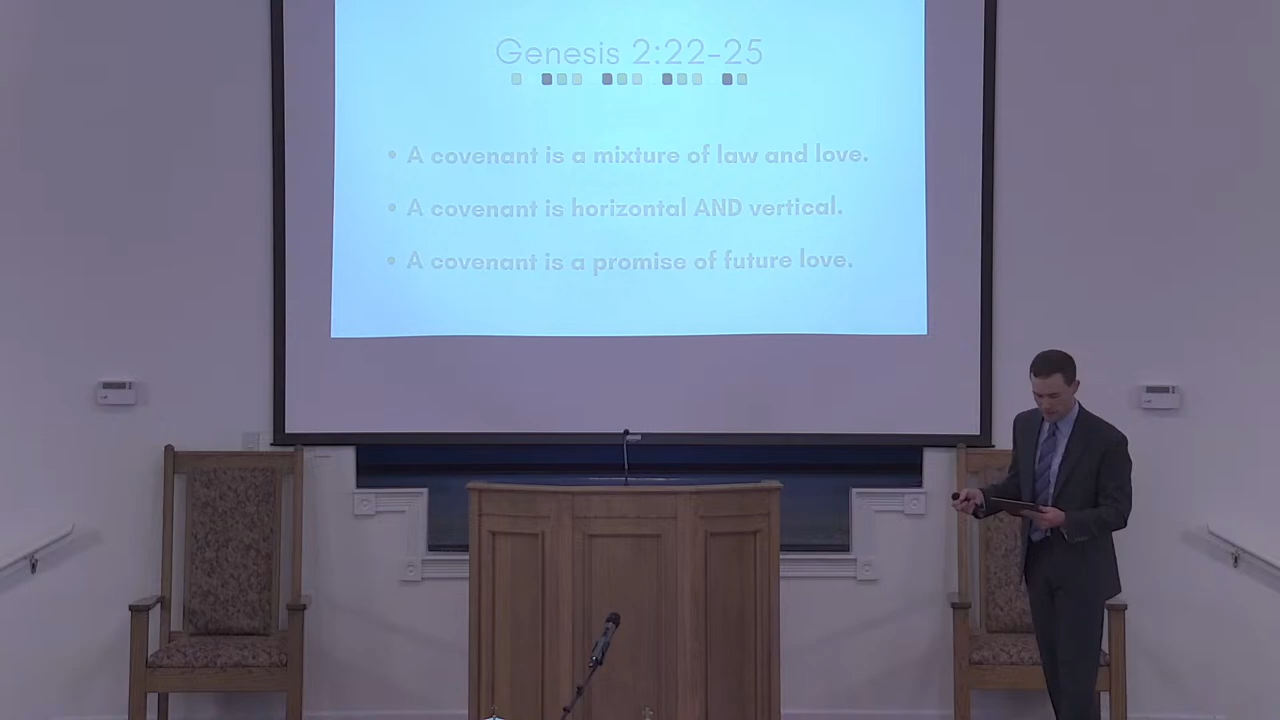 Genesis 2:22-25
• A covenant is a mixture of law and love.
• A covenant is horizontal AND vertical.
• A covenant is a promise of future love.